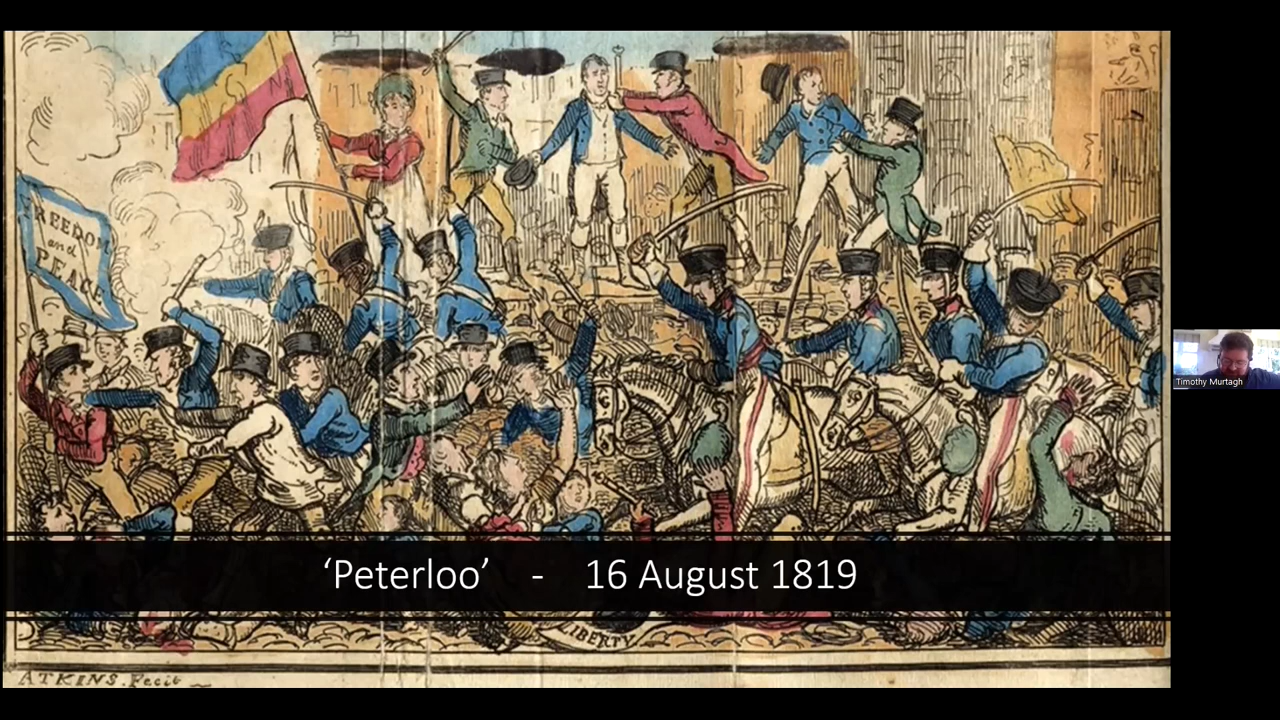 FREEDOM
and
PEACE
Timothy Murtagh
‘Peterloo’ - 16 August 1819
LIBERTY
ATKINS. Fecit